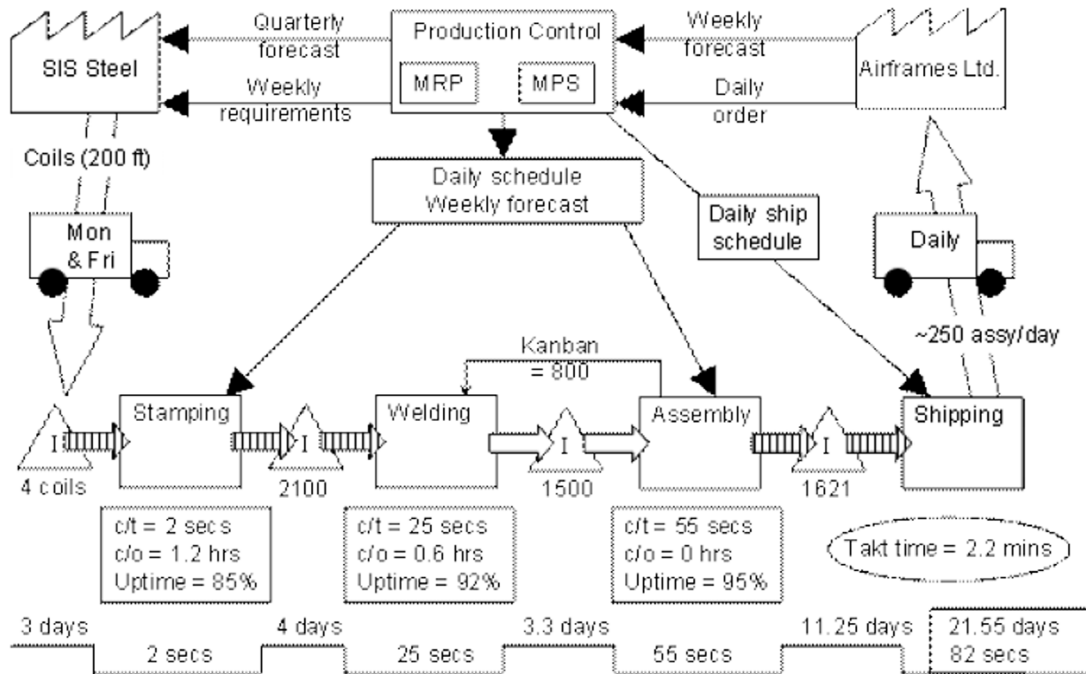 Quarterly
forecast
Production Control
Weekly
forecast
SIS Steel
MRP
MPS
Airframes Ltd.
Weekly
requirements
Daily
order
Coils (200 ft)
Daily schedule
Weekly forecast
Mon
& Fri
Daily ship
schedule
Daily
~250 assy/day
Kanban
= 800
Stamping
Welding
Assembly
Shipping
I
I
I
I
4 coils
2100
1500
1621
c/t = 2 secs
c/o = 1.2 hrs
Uptime = 85%
c/t = 25 secs
c/o = 0.6 hrs
Uptime = 92%
c/t = 55 secs
c/o = 0 hrs
Uptime = 95%
Takt time = 2.2 mins
3 days
4 days
3.3 days
11.25 days
21.55 days
2 secs
25 secs
55 secs
82 secs